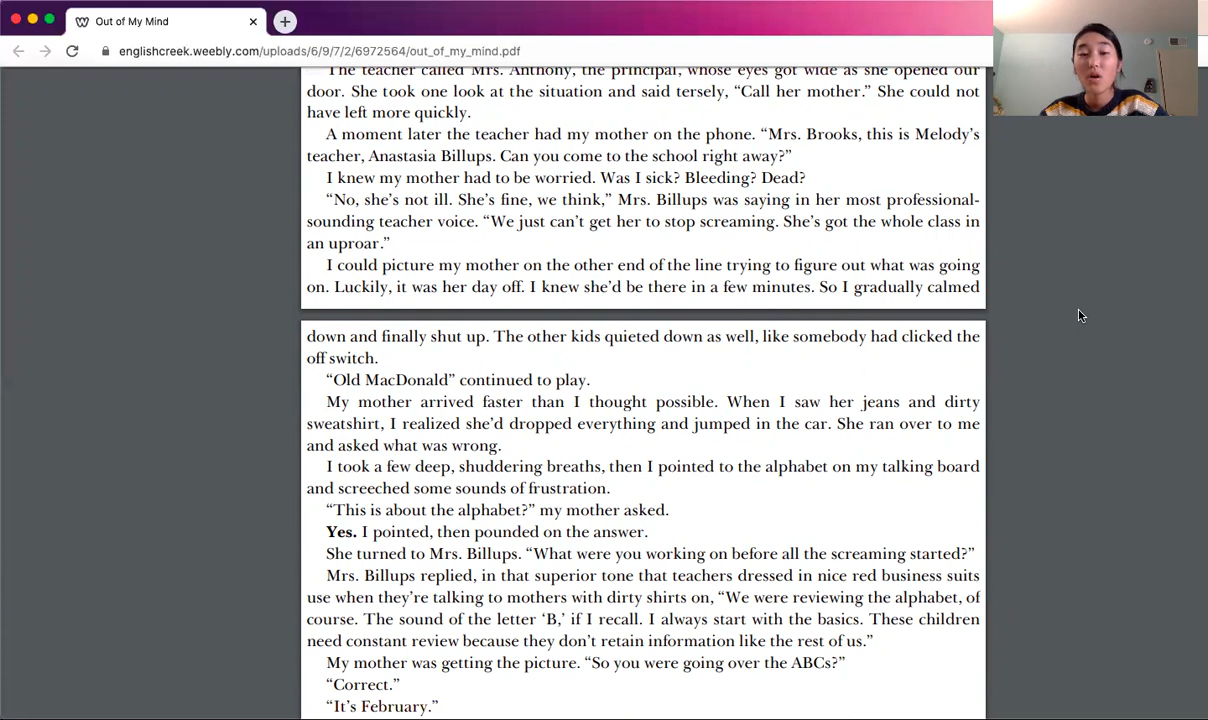 Out of My Mind
englishcreek.weebly.com/uploads/6/9/7/2/6972564/out_of_my_mind.pdf
The teacher called Mrs. Anthony, the principal, whose eyes got wide as she opened our
door. She took one look at the situation and said tersely, “Call her mother.” She could not
have left more quickly.
A moment later the teacher had my mother on the phone. “Mrs. Brooks, this is Melody’s
teacher, Anastasia Billups. Can you come to the school right away?”
I knew my mother had to be worried. Was I sick? Bleeding? Dead?
“No, she’s not ill. She’s fine, we think,” Mrs. Billups was saying in her most professional-
sounding teacher voice. “We just can’t get her to stop screaming. She’s got the whole class in
an uproar.”
I could picture my mother on the other end of the line trying to figure out what was going
on. Luckily, it was her day off. I knew she’d be there in a few minutes. So I gradually calmed
down and finally shut up. The other kids quieted down as well, like somebody had clicked the
off switch.
“Old MacDonald” continued to play.
My mother arrived faster than I thought possible. When I saw her jeans and dirty
sweatshirt, I realized she’d dropped everything and jumped in the car. She ran over to me
and asked what was wrong.
I took a few deep, shuddering breaths, then I pointed to the alphabet on my talking board
and screeched some sounds of frustration.
“This is about the alphabet?” my mother asked.
Yes. I pointed, then pounded on the answer.
She turned to Mrs. Billups. “What were you working on before all the screaming started?”
Mrs. Billups replied, in that superior tone that teachers dressed in nice red business suits
use when they’re talking to mothers with dirty shirts on, “We were reviewing the alphabet, of
course. The sound of the letter ‘B,’ if I recall. I always start with the basics. These children
need constant review because they don’t retain information like the rest of us.”
My mother was getting the picture. “So you were going over the ABCs?”
“Correct.”
“It’s February.”